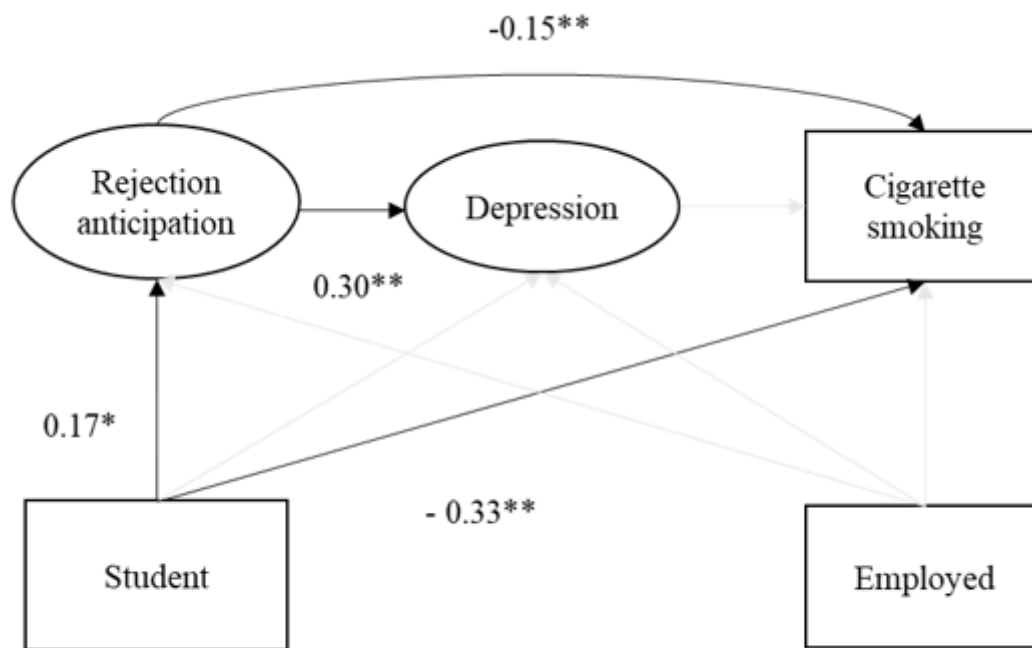 -0.15**
Rejection
anticipation
Depression
Cigarette
smoking
0.30**
0.17*
- 0.33**
Student
Employed